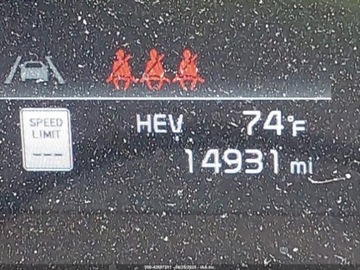 SPEED
LIMIT
---
HEV 74°F
14931 mi